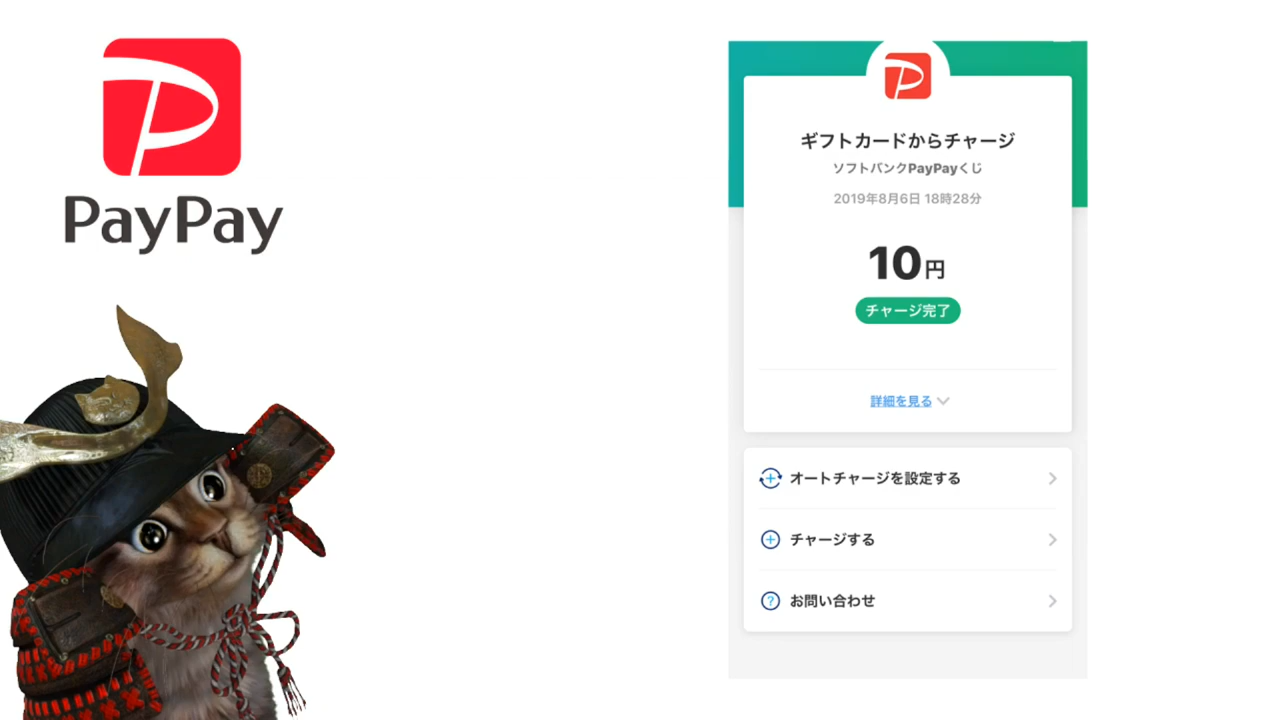 PayPay
ギフトカードからチャージ
ソフトバンクPayPayくじ
2019年8月6日 18時28分
10円
チャージ完了
詳細を見る
オートチャージを設定する
チャージする
お問い合わせ